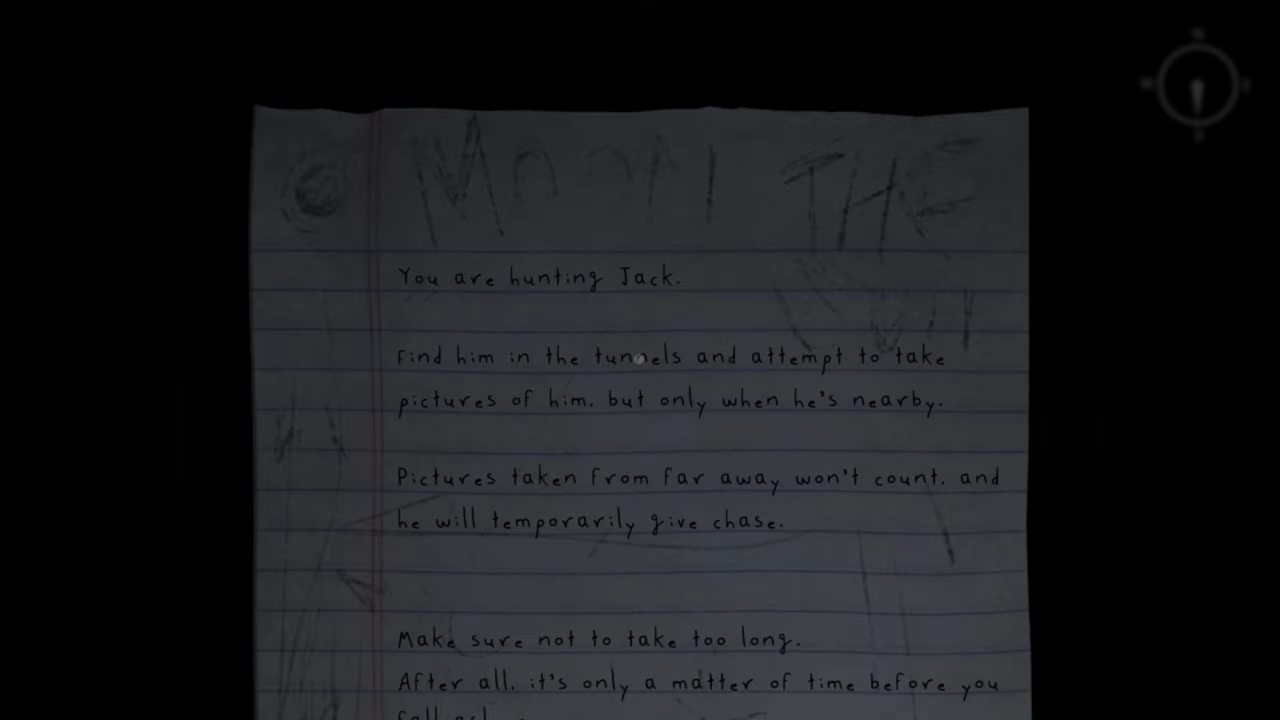 MOON THE
You are hunting Jack.
Find him in the tunnels and attempt to take
pictures of him, but only when he's nearby.
Pictures taken from far away won't count, and
he will temporarily give chase.
Make sure not to take too long.
After all, it's only a matter of time before you